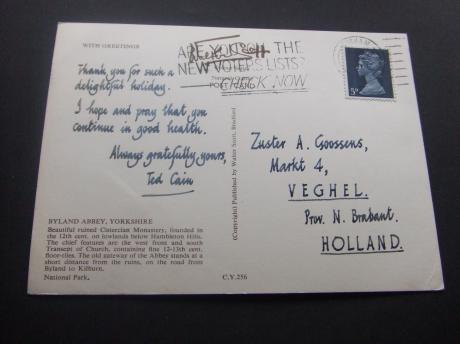 WITH GREETINGS
ARE YOU ON THE
NEW VOTERS LISTS?
CHECK NOW
POST CARD
5D
Thank you for such a
delightful holiday.
I hope and pray that you
continue in good health.
Always gratefully yours,
Ted Cain
BYLAND ABBEY, YORKSHIRE
Beautiful ruined Cistercian Monastery, founded in
the 12th cent. on lowlands below Hambleton Hills.
The chief features are the west front and south
Transept of Church, containing fine 12-13th cent.
floor-tiles. The old gateway of the Abbey stands at a
short distance from the ruins, on the road from
Byland to Kilburn.
National Park.
C.Y.256
(Copyright) Published by Walter Scott, Bradford
Zuster A. Goossens,
Markt 4,
VEGHEL.
Prov. N. Brabant.
HOLLAND.